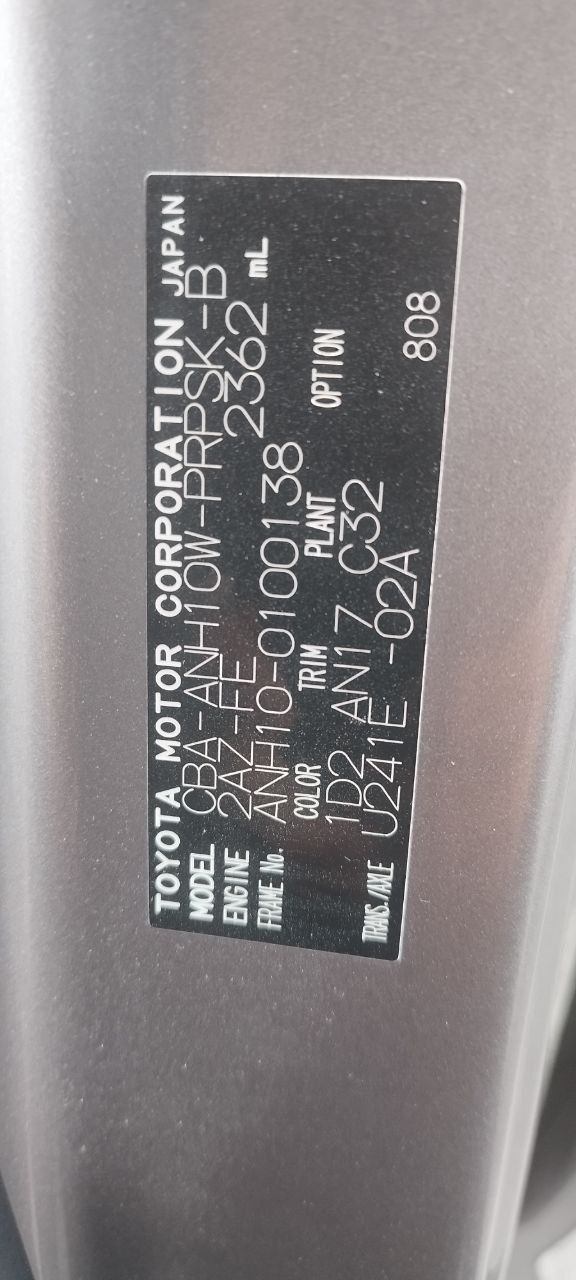 TOYOTA MOTOR CORPORATION JAPAN
MODEL CBA-ANH10W-PRPSK-B
ENGINE 2AZ-FE 2362 mL
FRAME No. ANH10-0100138
COLOR TRIM PLANT OPTION
1D2 AN17 C32
TRANS./AXLE U241E -02A 808